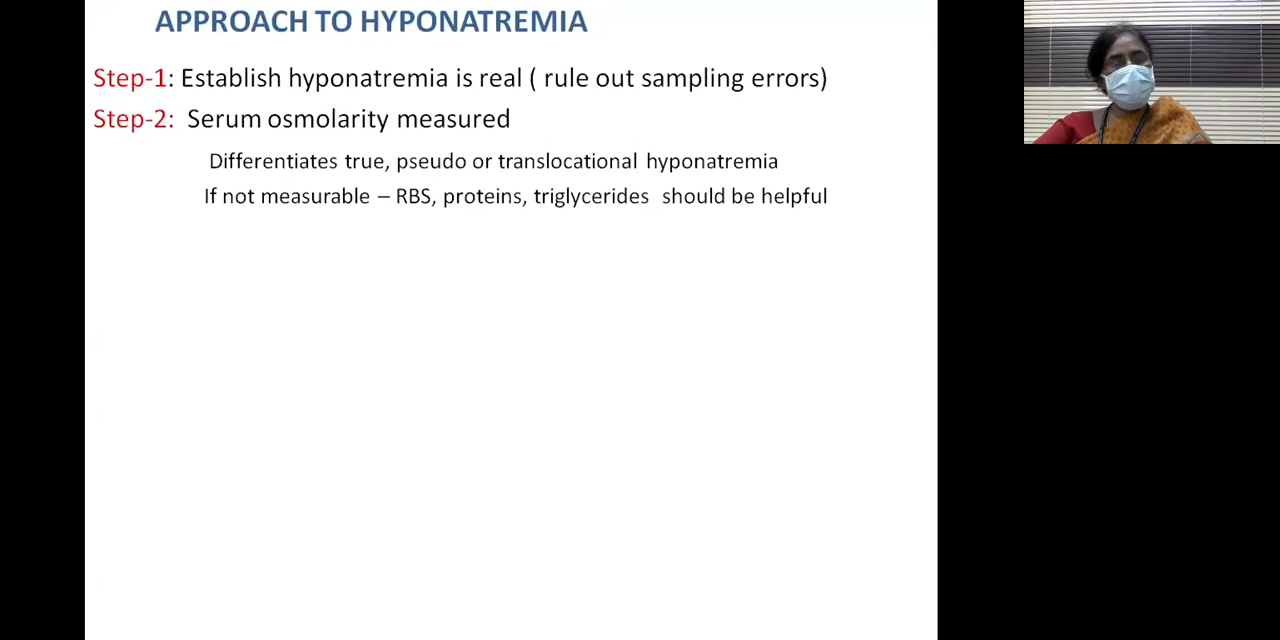 APPROACH TO HYPONATREMIA
Step-1: Establish hyponatremia is real ( rule out sampling errors)
Step-2: Serum osmolarity measured
Differentiates true, pseudo or translocational hyponatremia
If not measurable – RBS, proteins, triglycerides should be helpful